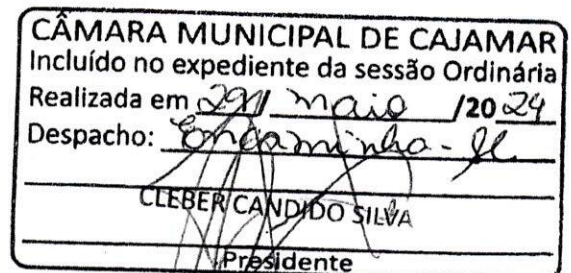 CÂMARA MUNICIPAL DE CAJAMAR
Incluído no expediente da sessão Ordinária
Realizada em 29/ maio /2024
Despacho: Encaminha-se
CLEBER CANDIDO SILVA
Presidente